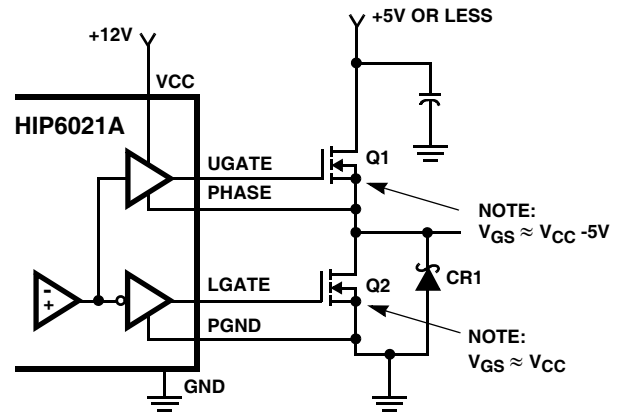 +12V
+5V OR LESS
VCC
HIP6021A
UGATE
Q1
PHASE
NOTE:
VGS ≈ VCC -5V
LGATE
Q2
CR1
-
+
PGND
NOTE:
VGS ≈ VCC
GND